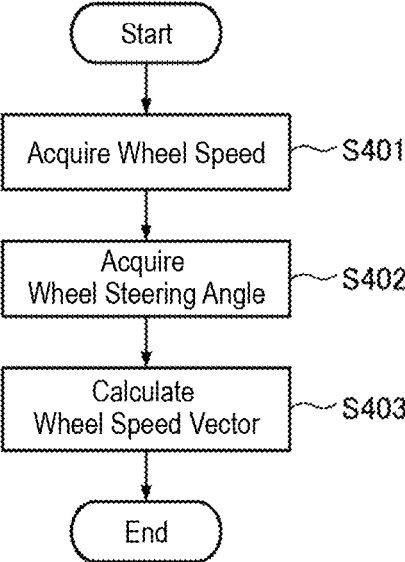 Start
Acquire Wheel Speed
S401
Acquire
Wheel Steering Angle
S402
Calculate
Wheel Speed Vector
S403
End